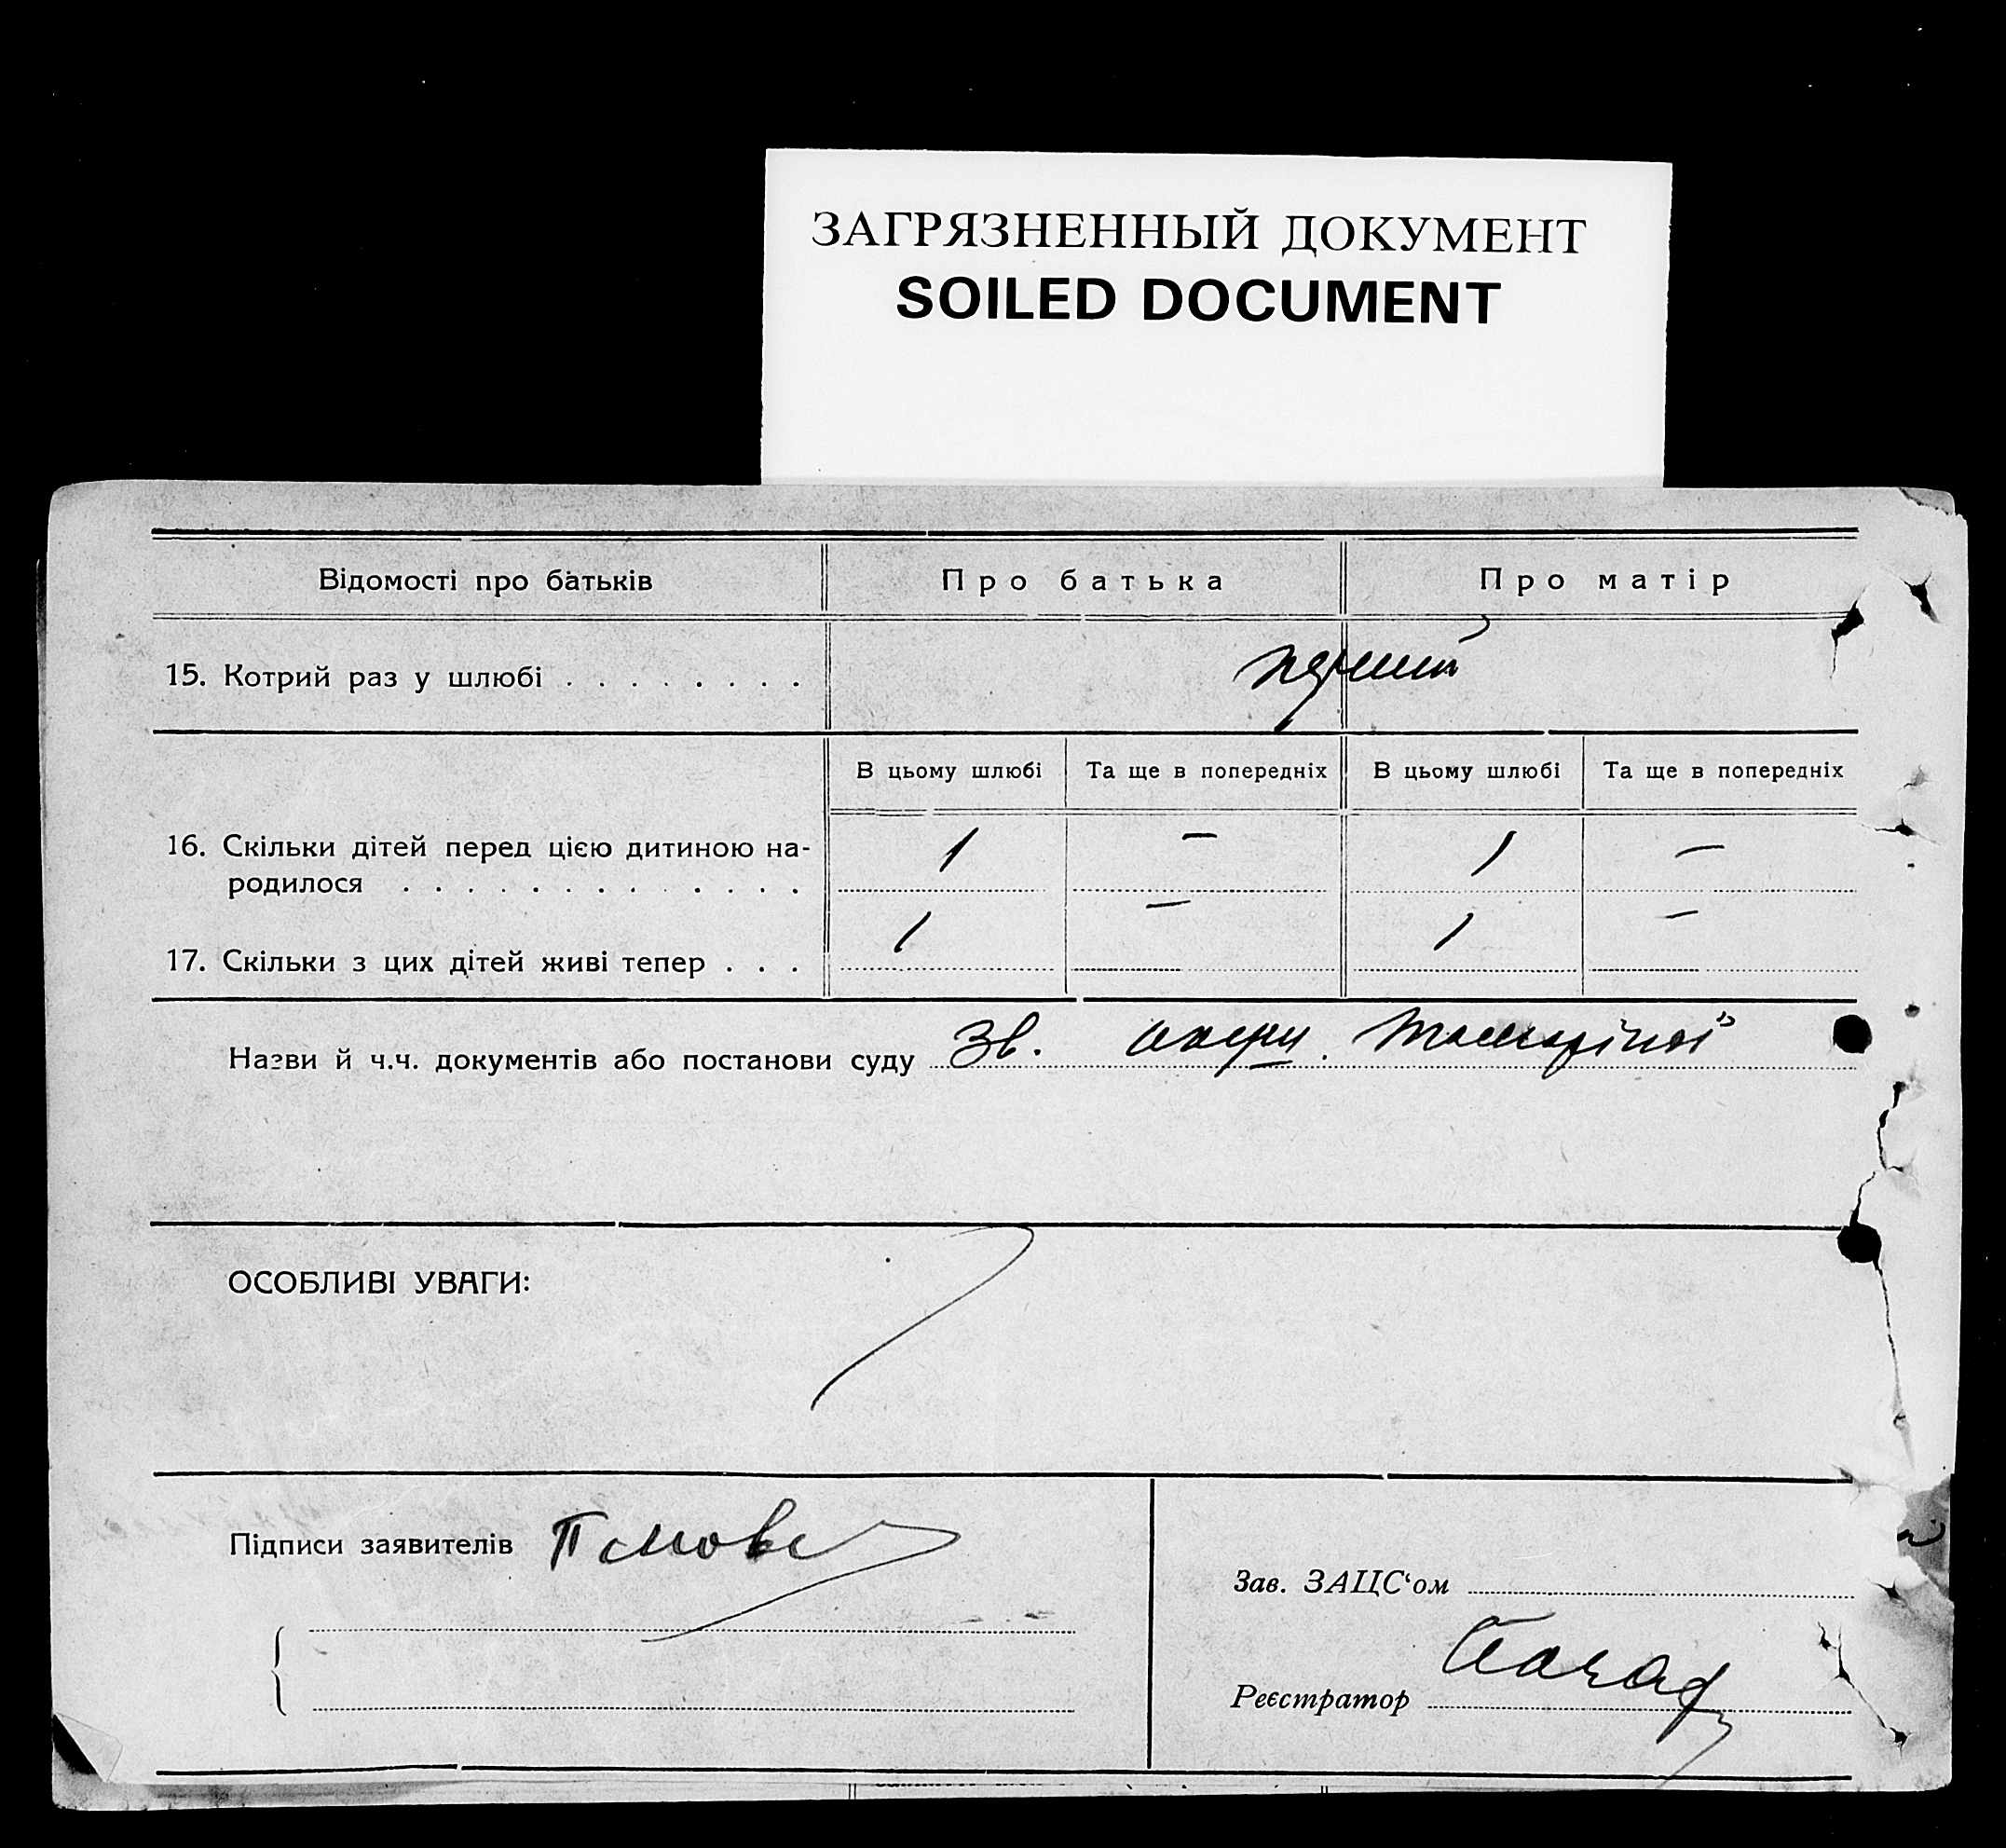 ЗАГРЯЗНЕННЫЙ ДОКУМЕНТ
SOILED DOCUMENT
Відомості про батьків Про батька Про матір
15. Котрий раз у шлюбі . . . . . . . . перший
В цьому шлюбі Та ще в попередніх В цьому шлюбі Та ще в попередніх
16. Скільки дітей перед цією дитиною на-
родилося . . . . . . . . . . . . . 1 – 1 –
17. Скільки з цих дітей живі тепер . . . 1 – 1 –
Назви й ч.ч. документів або постанови суду Зв.
ОСОБЛИВІ УВАГИ:
Підписи заявителів
Зав. ЗАЦС‘ом
Реєстратор